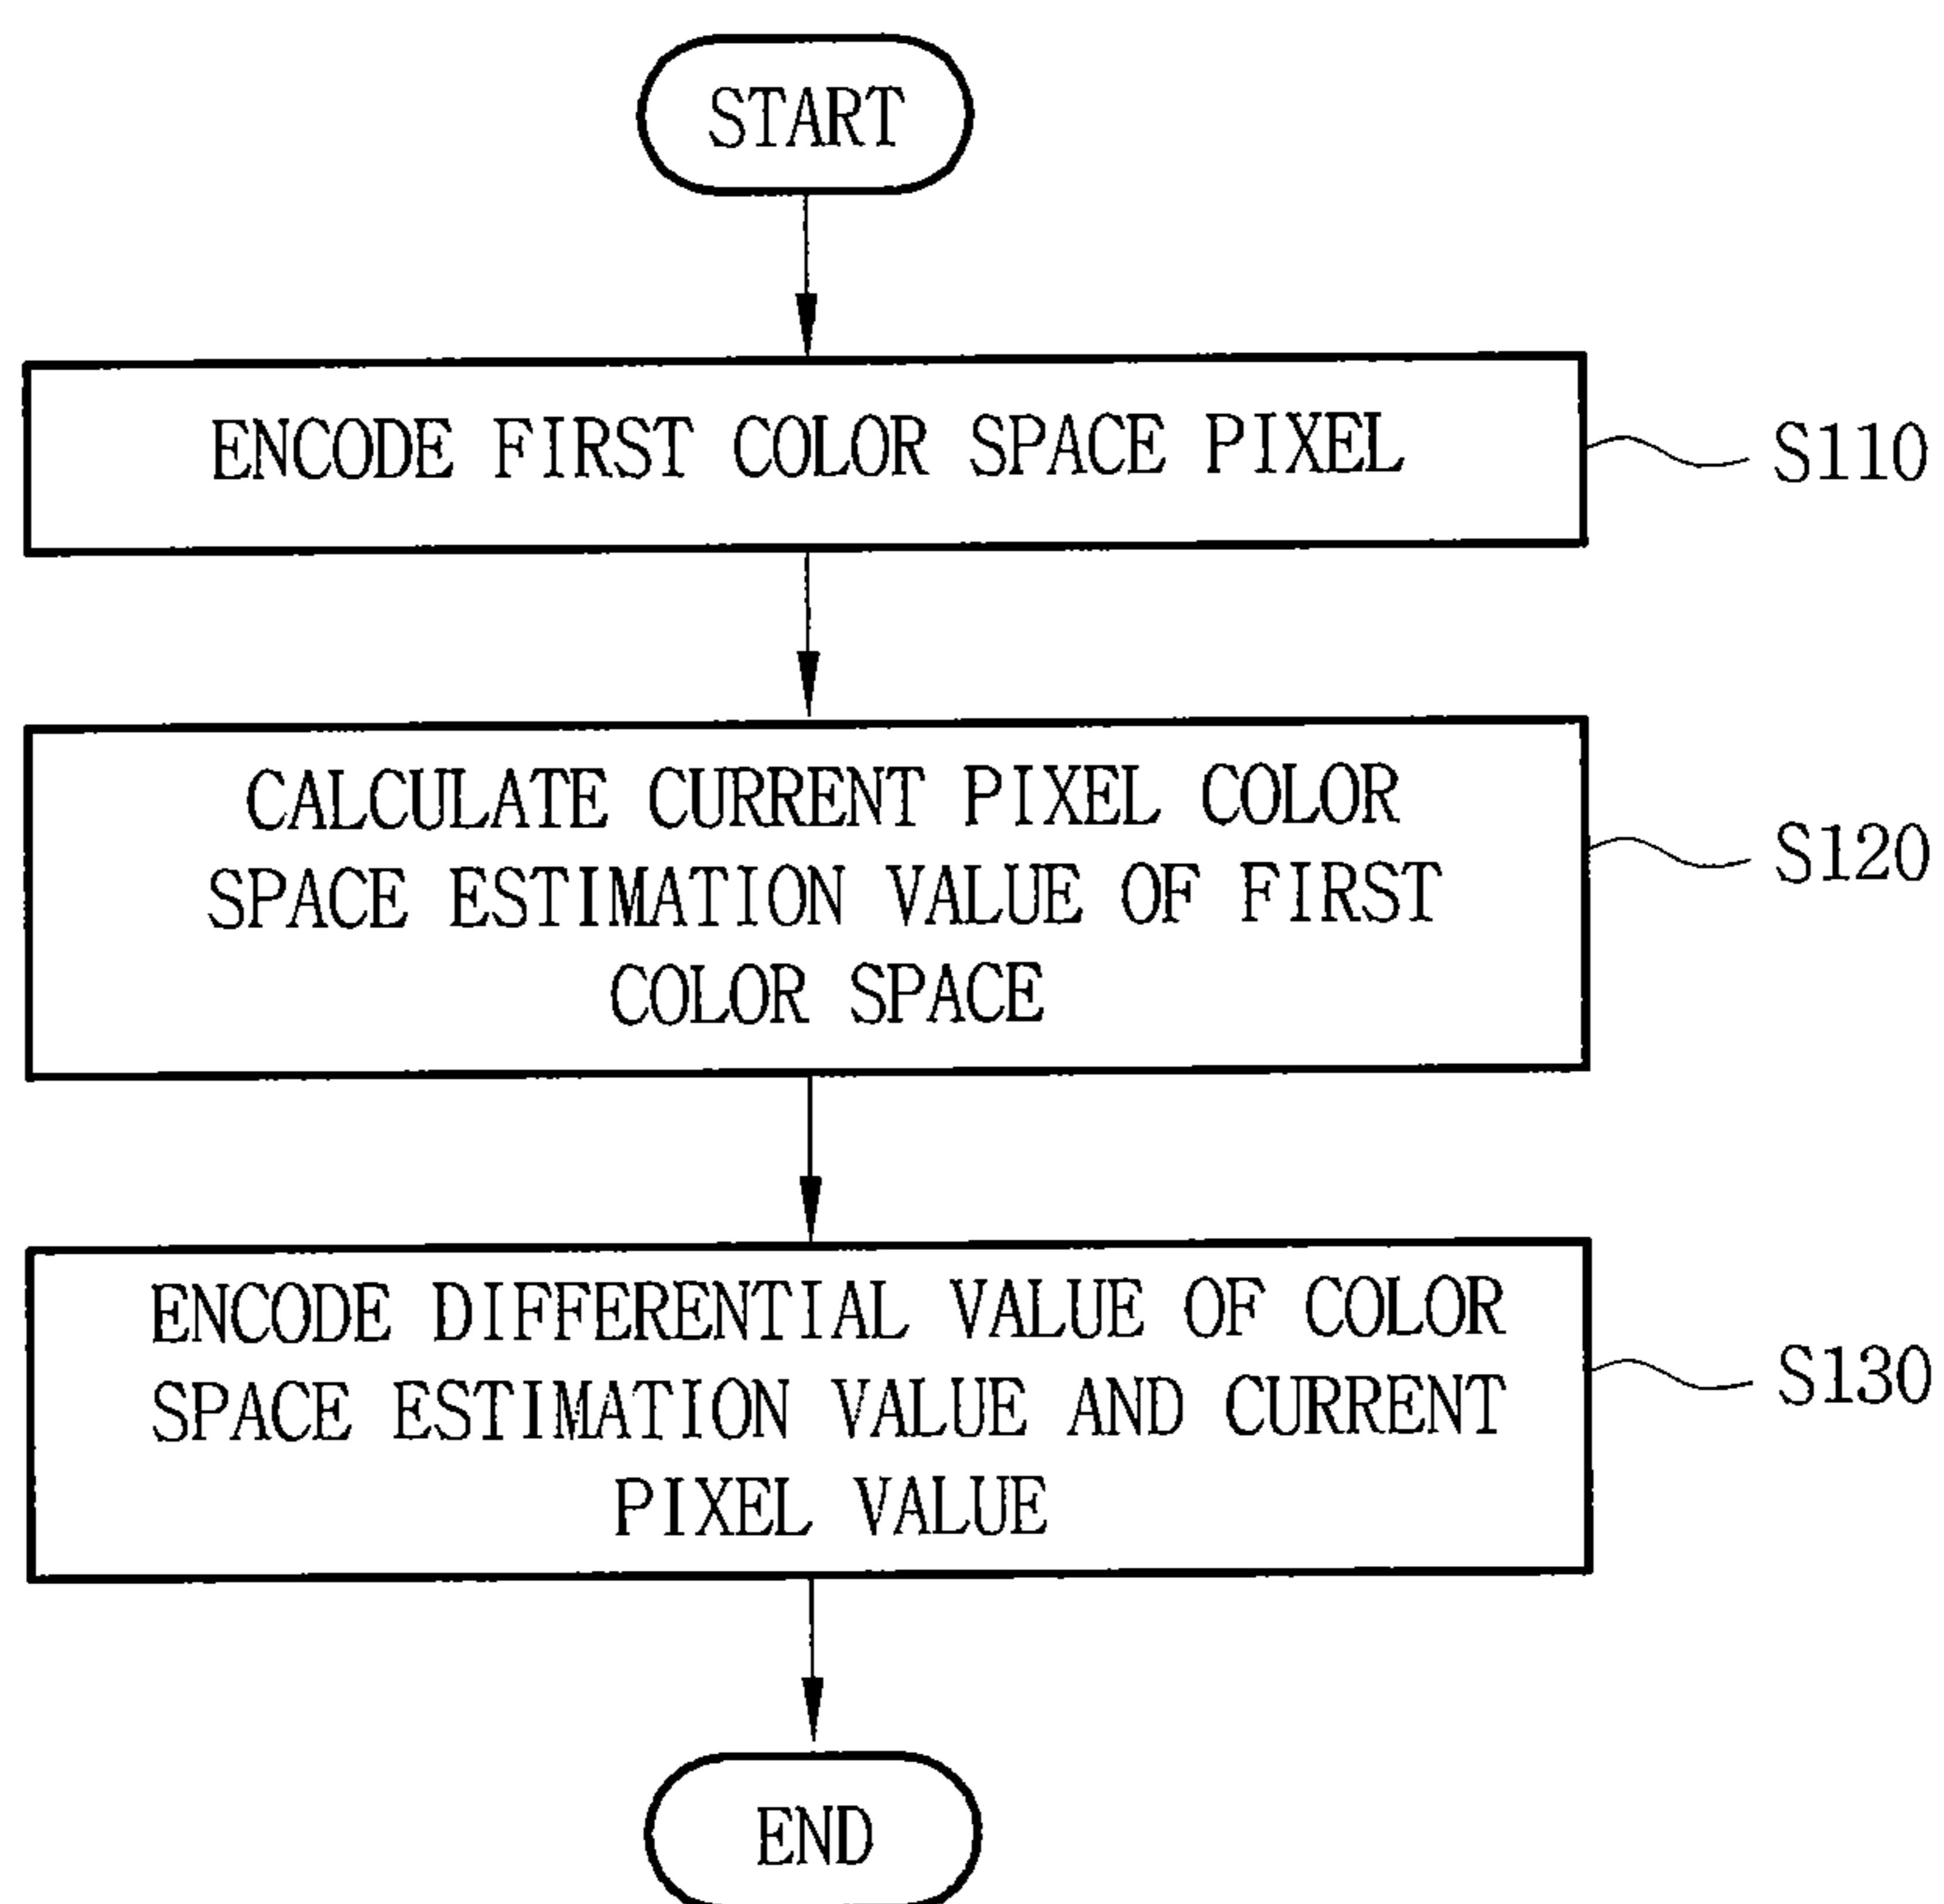 START
ENCODE FIRST COLOR SPACE PIXEL
S110
CALCULATE CURRENT PIXEL COLOR
SPACE ESTIMATION VALUE OF FIRST
COLOR SPACE
S120
ENCODE DIFFERENTIAL VALUE OF COLOR
SPACE ESTIMATION VALUE AND CURRENT
PIXEL VALUE
S130
END